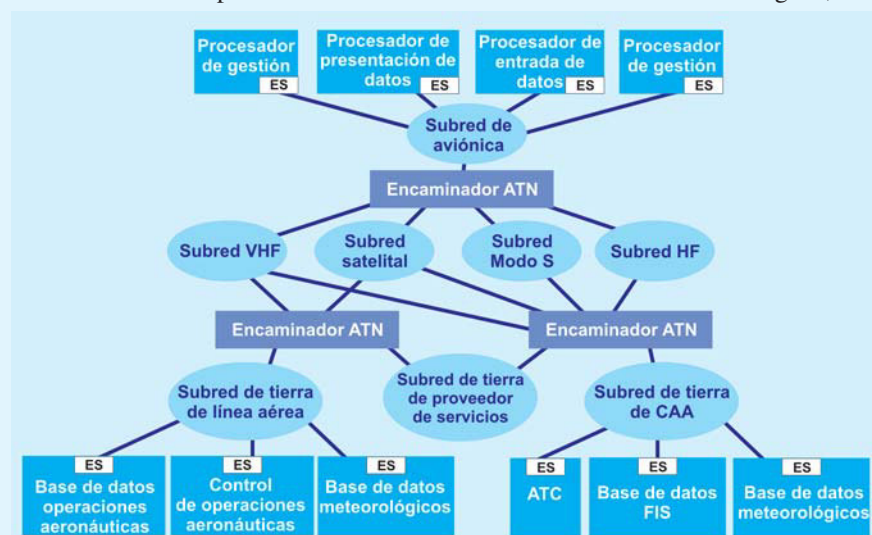 Procesador
de gestión
ES
Procesador de
presentación de
datos
ES
Procesador de
entrada de
datos
ES
Procesador
de gestión
ES
Subred de
aviónica
Encaminador ATN
Subred VHF
Subred
satelital
Subred
Modo S
Subred HF
Encaminador ATN
Encaminador ATN
Subred de tierra
de línea aérea
Subred de tierra
de proveedor
de servicios
Subred de tierra
de CAA
ES
Base de datos
operaciones
aeronáuticas
ES
Control
de operaciones
aeronáuticas
ES
Base de datos
meteorológicos
ES
ATC
ES
Base de datos
FIS
ES
Base de datos
meteorológicos